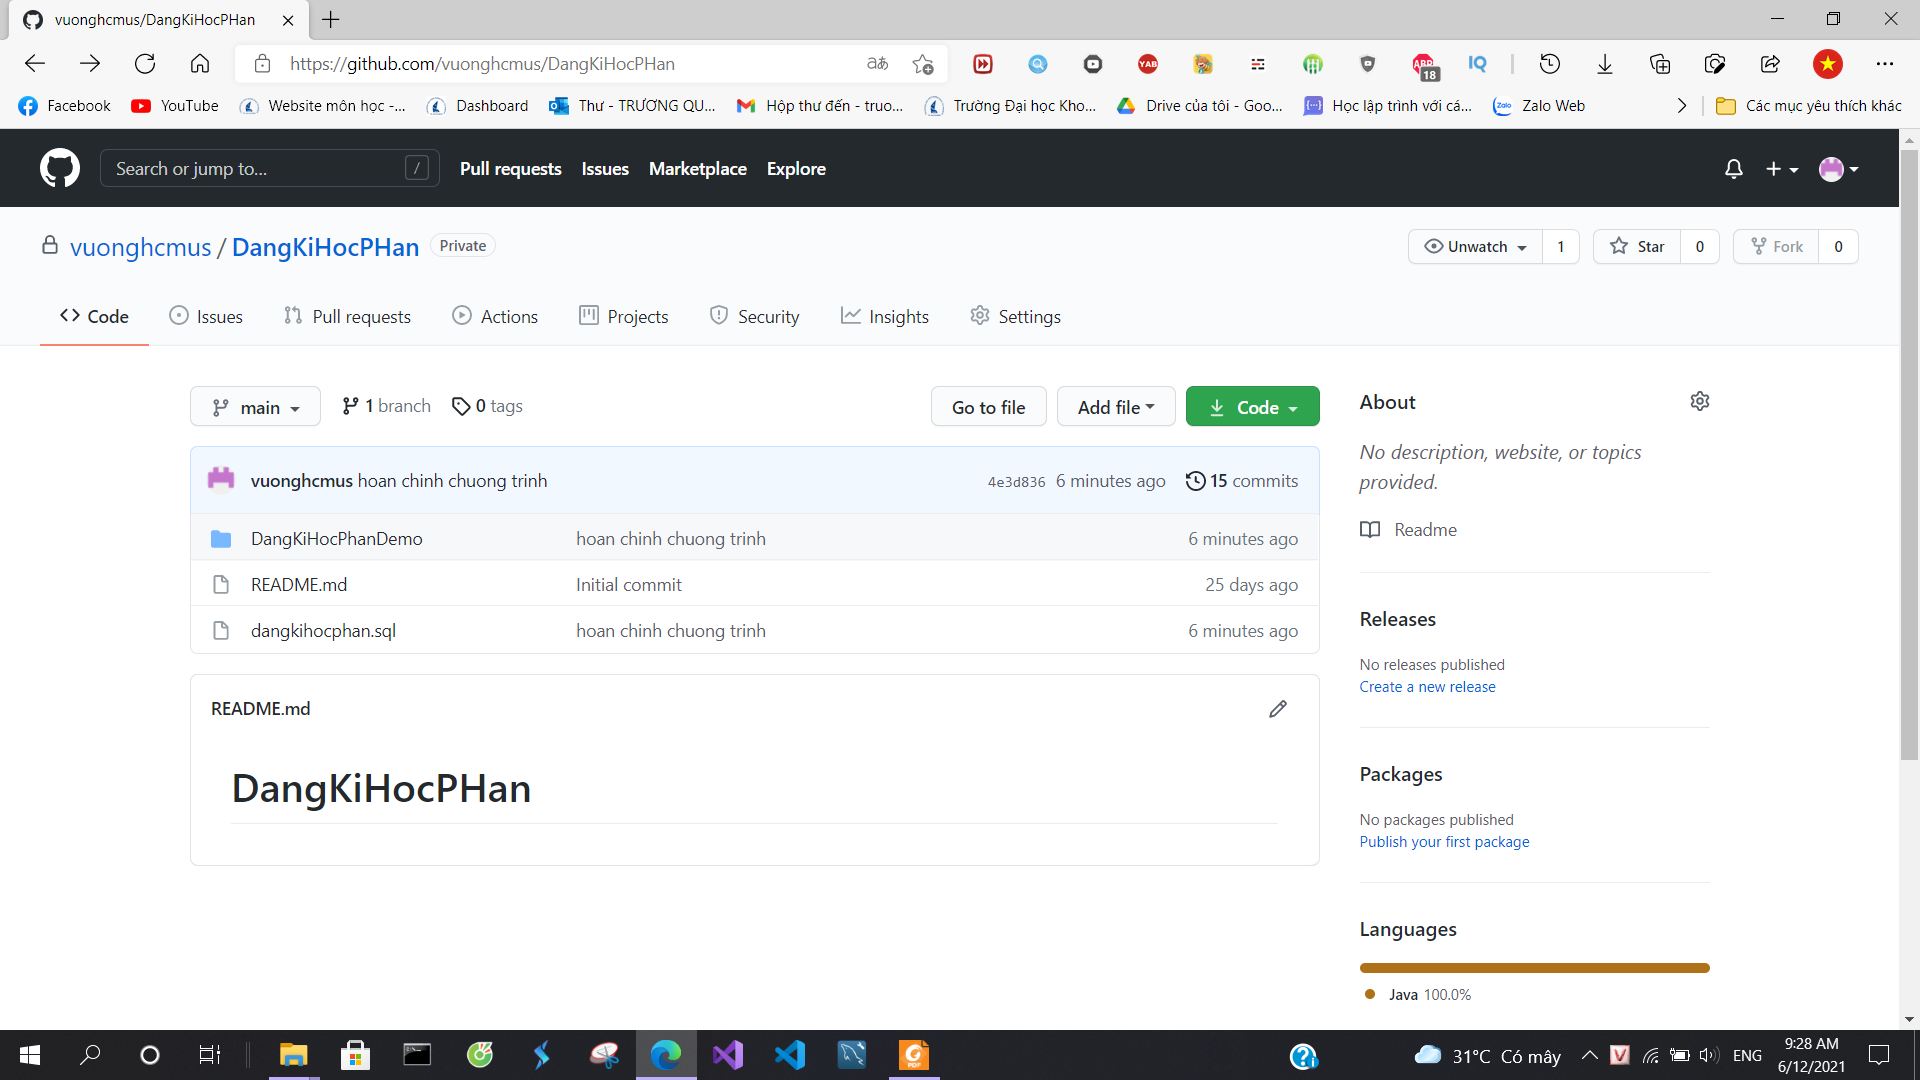 vuonghcmus/DangKiHocPHan
https://github.com/vuonghcmus/DangKiHocPHan
aあ
YAB
ABP
18
IQ
Facebook
YouTube
Website môn học -...
Dashboard
Thư - TRƯƠNG QU...
Hộp thư đến - truo...
Trường Đại học Kho...
Drive của tôi - Goo...
Học lập trình với cá...
Zalo
Zalo Web
Các mục yêu thích khác
Search or jump to...
/
Pull requests
Issues
Marketplace
Explore
vuonghcmus / DangKiHocPHan
Private
Unwatch
1
Star
0
Fork
0
Code
Issues
Pull requests
Actions
Projects
Security
Insights
Settings
main
1 branch
0 tags
Go to file
Add file
Code
vuonghcmus hoan chinh chuong trinh
4e3d836
6 minutes ago
15 commits
DangKiHocPhanDemo
hoan chinh chuong trinh
6 minutes ago
README.md
Initial commit
25 days ago
dangkihocphan.sql
hoan chinh chuong trinh
6 minutes ago
README.md
DangKiHocPHan
About
No description, website, or topics
provided.
Readme
Releases
No releases published
Create a new release
Packages
No packages published
Publish your first package
Languages
Java 100.0%
PDF
31°C Có mây
V
ENG
9:28 AM
6/12/2021